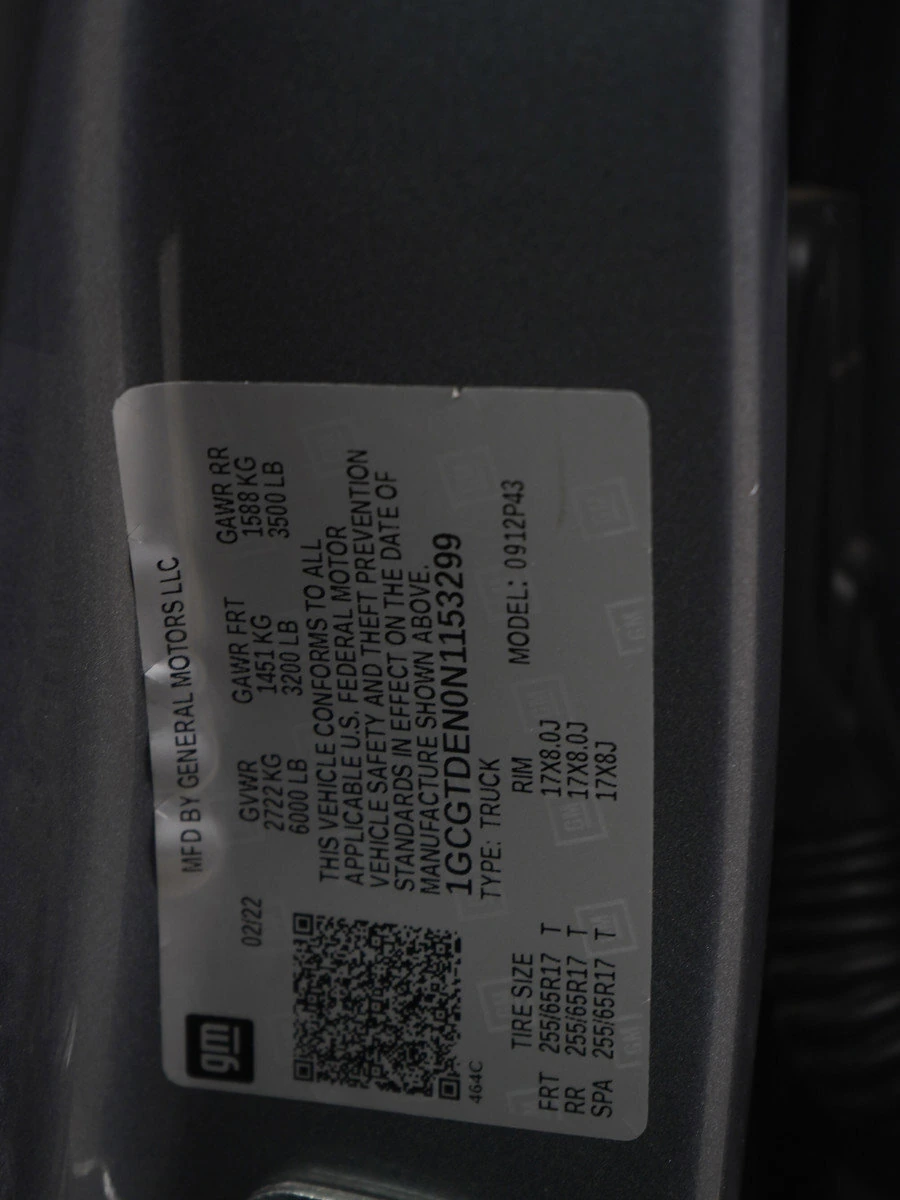 gm
02/22
MFD BY GENERAL MOTORS LLC
GVWR GAWR FRT GAWR RR
2722 KG 1451 KG 1588 KG
6000 LB 3200 LB 3500 LB
THIS VEHICLE CONFORMS TO ALL
APPLICABLE U.S. FEDERAL MOTOR
VEHICLE SAFETY AND THEFT PREVENTION
STANDARDS IN EFFECT ON THE DATE OF
MANUFACTURE SHOWN ABOVE.
1GCGTDEN0N1153299
464C
TYPE: TRUCK MODEL: 0912P43
TIRE SIZE RIM
FRT 255/65R17 T 17X8.0J
RR 255/65R17 T 17X8.0J
SPA 255/65R17 T 17X8J